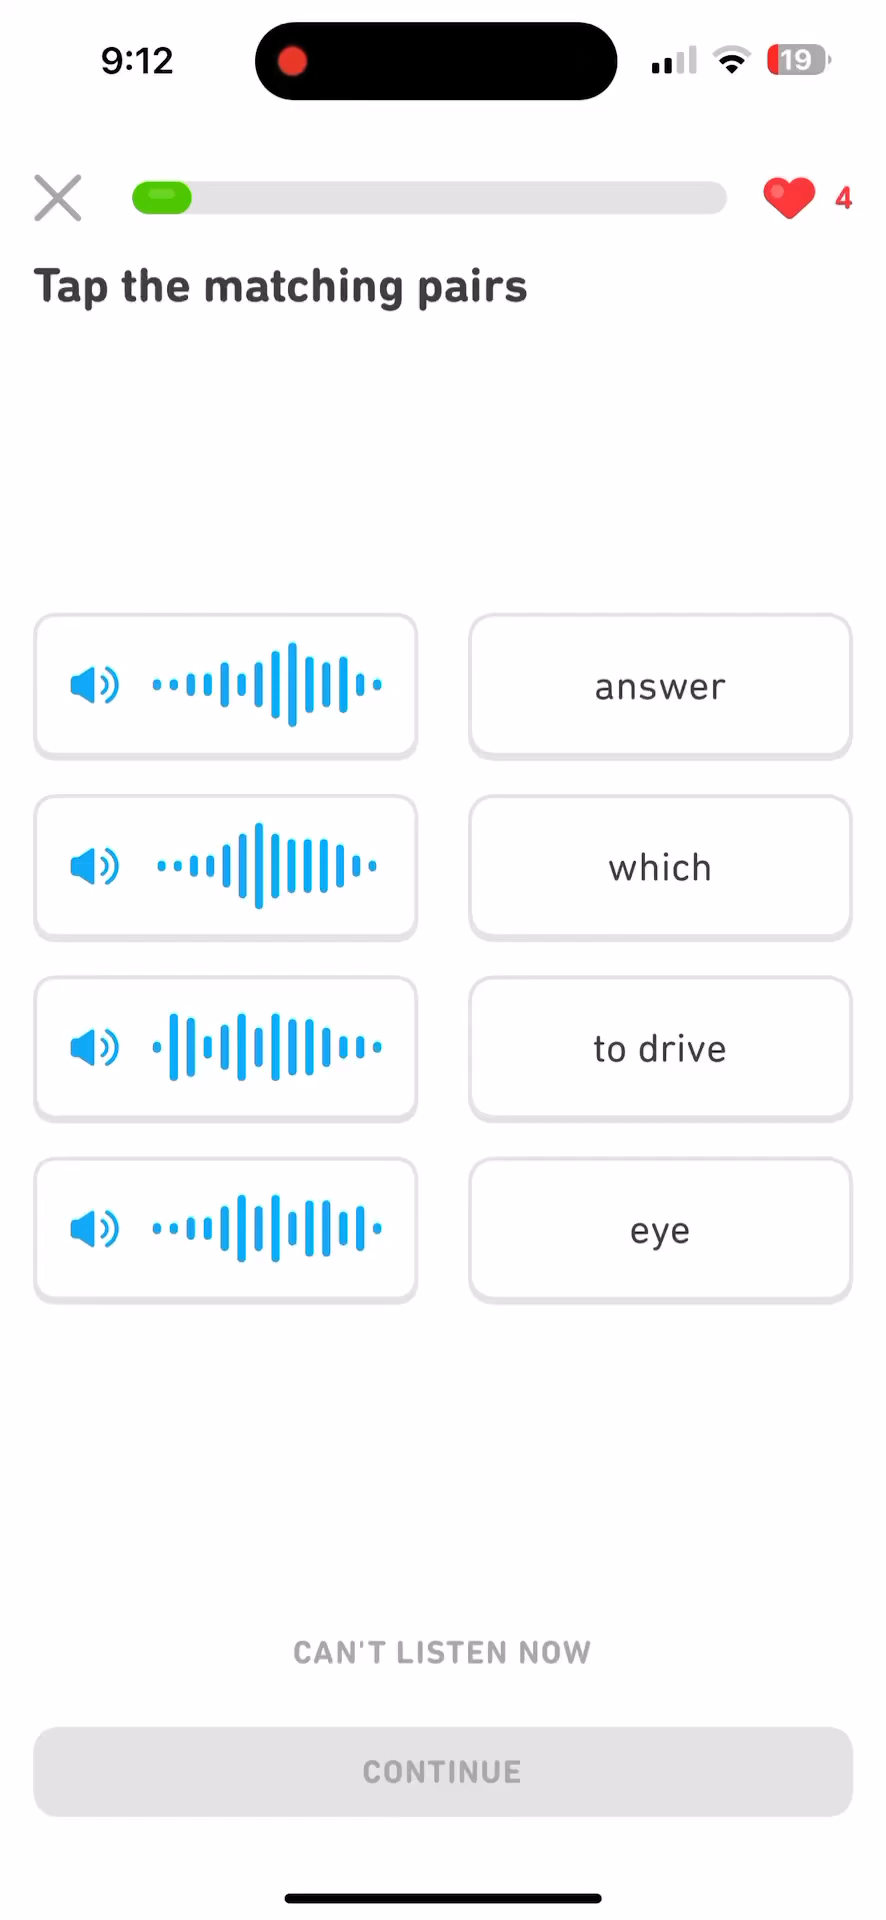 9:12
19
4
Tap the matching pairs
answer
which
to drive
eye
CAN'T LISTEN NOW
CONTINUE